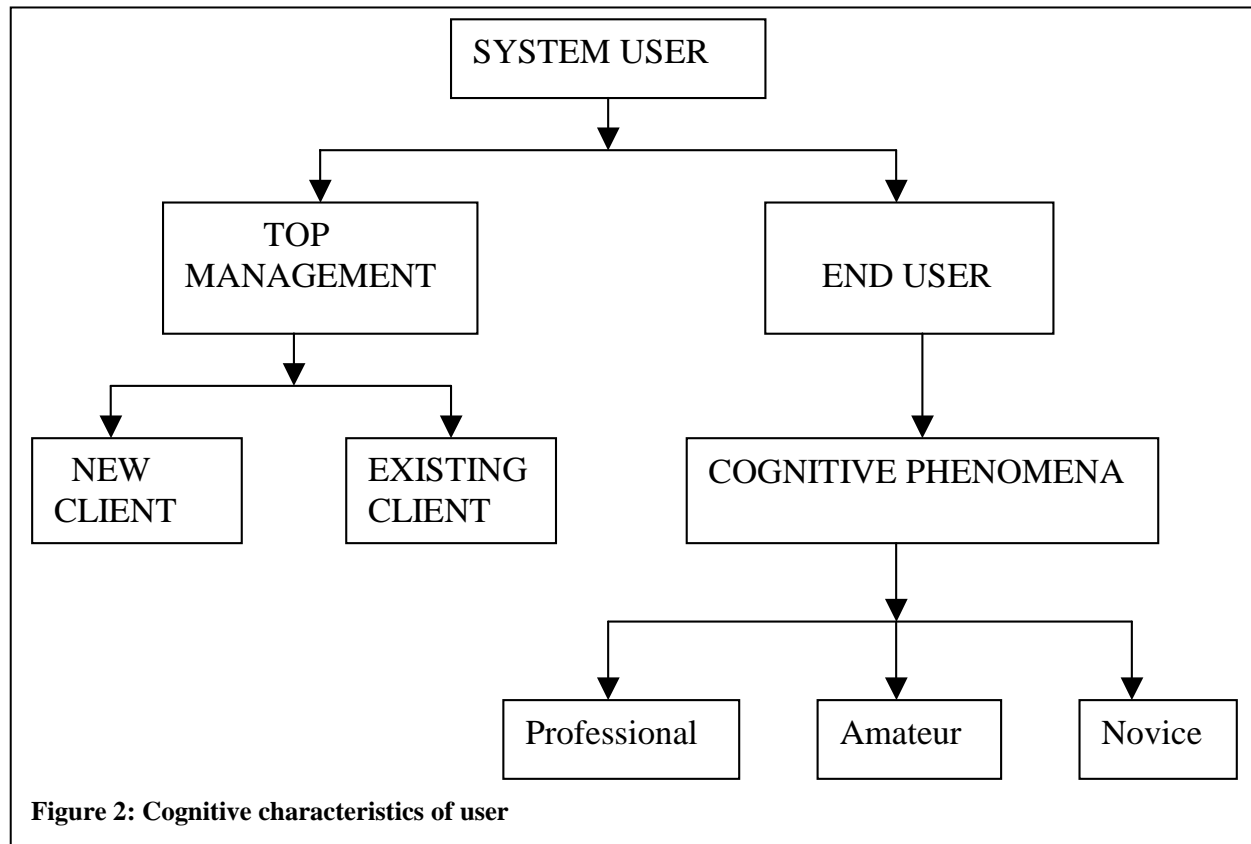 SYSTEM USER
TOP
MANAGEMENT
END USER
NEW
CLIENT
EXISTING
CLIENT
COGNITIVE PHENOMENA
Professional
Amateur
Novice
Figure 2: Cognitive characteristics of user